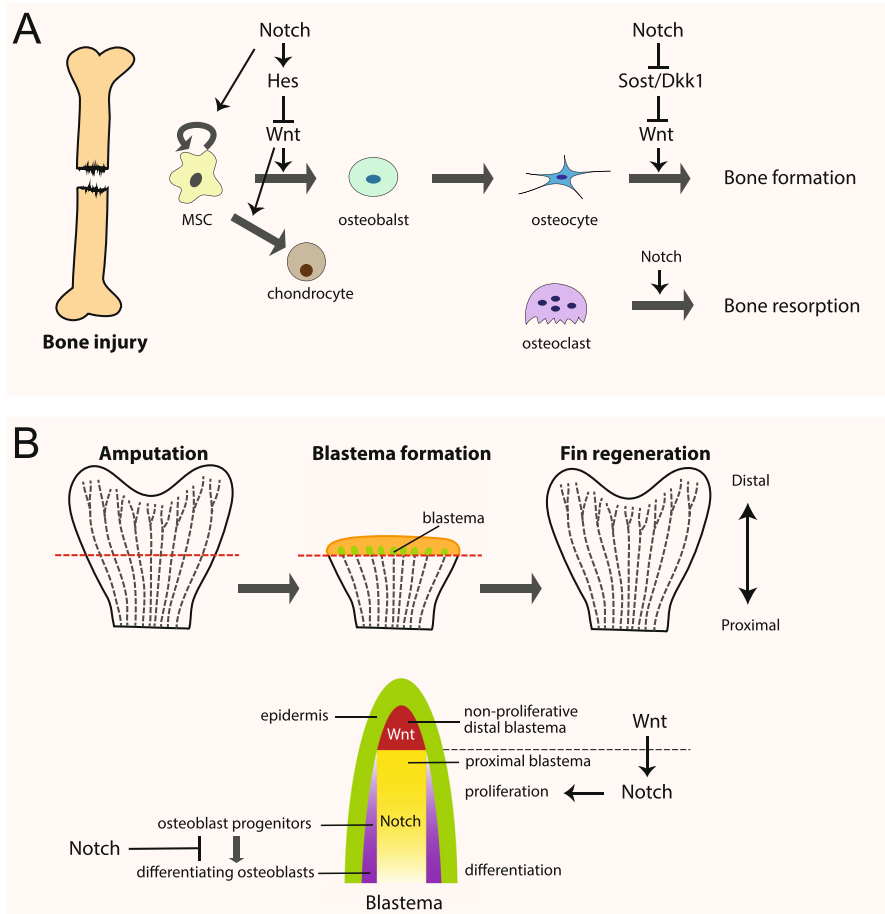 A
Notch
Hes
Wnt
MSC
osteobalst
chondrocyte
osteocyte
Notch
Sost/Dkk1
Wnt
Bone formation
Notch
osteoclast
Bone resorption
Bone injury
B
Amputation
Blastema formation
Fin regeneration
blastema
Distal
Proximal
epidermis
Wnt
non-proliferative
distal blastema
proximal blastema
Wnt
Notch
proliferation
Notch
osteoblast progenitors
Notch
differentiating osteoblasts
differentiation
Blastema